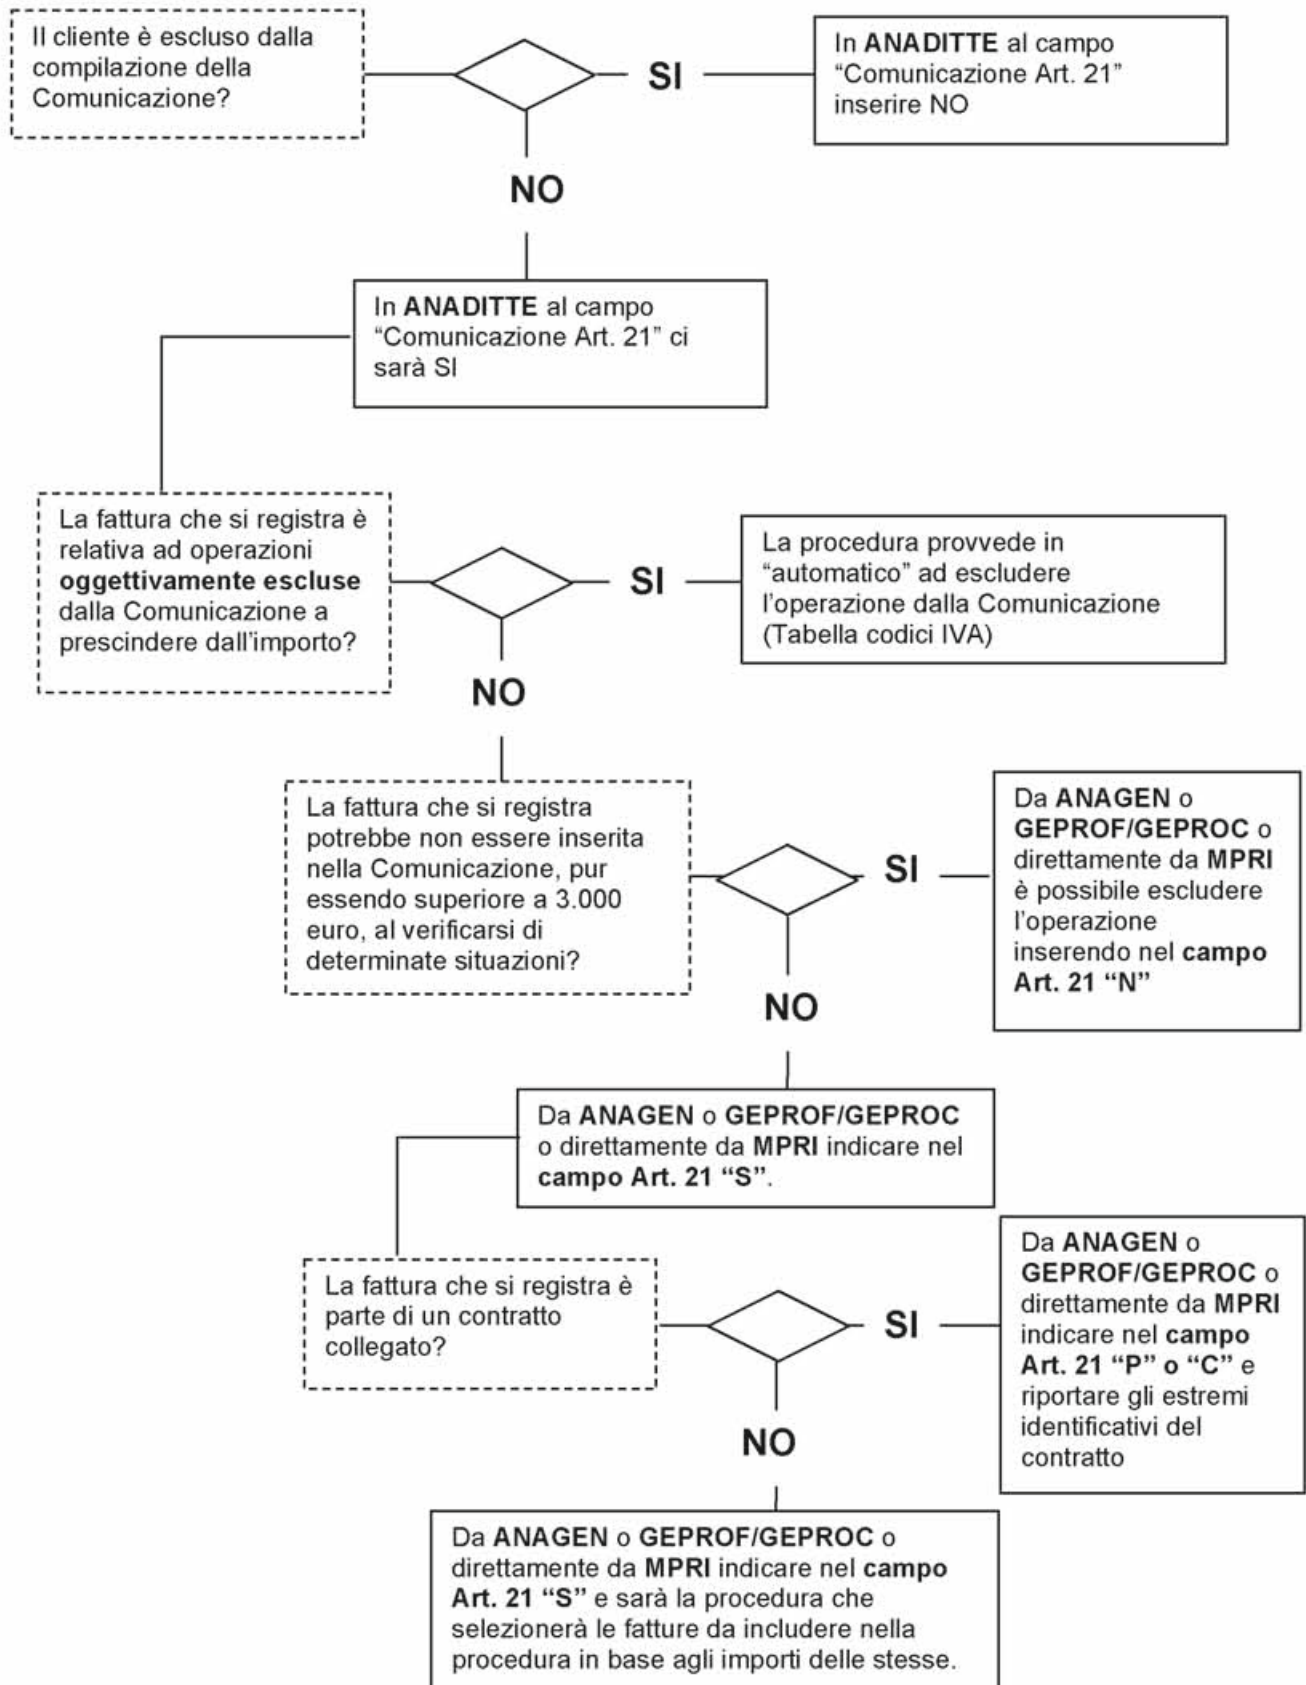 Il cliente è escluso dalla
compilazione della
Comunicazione?
SI
In ANADITTE al campo
“Comunicazione Art. 21”
inserire NO
NO
In ANADITTE al campo
“Comunicazione Art. 21” ci
sarà SI
La fattura che si registra è
relativa ad operazioni
oggettivamente escluse
dalla Comunicazione a
prescindere dall’importo?
SI
La procedura provvede in
“automatico” ad escludere
l’operazione dalla Comunicazione
(Tabella codici IVA)
NO
La fattura che si registra
potrebbe non essere inserita
nella Comunicazione, pur
essendo superiore a 3.000
euro, al verificarsi di
determinate situazioni?
SI
Da ANAGEN o
GEPROF/GEPROC o
direttamente da MPRI
è possibile escludere
l’operazione
inserendo nel campo
Art. 21 “N”
NO
Da ANAGEN o GEPROF/GEPROC
o direttamente da MPRI indicare nel
campo Art. 21 “S”.
La fattura che si registra è
parte di un contratto
collegato?
SI
Da ANAGEN o
GEPROF/GEPROC o
direttamente da MPRI
indicare nel campo
Art. 21 “P” o “C” e
riportare gli estremi
identificativi del
contratto
NO
Da ANAGEN o GEPROF/GEPROC o
direttamente da MPRI indicare nel campo
Art. 21 “S” e sarà la procedura che
selezionerà le fatture da includere nella
procedura in base agli importi delle stesse.